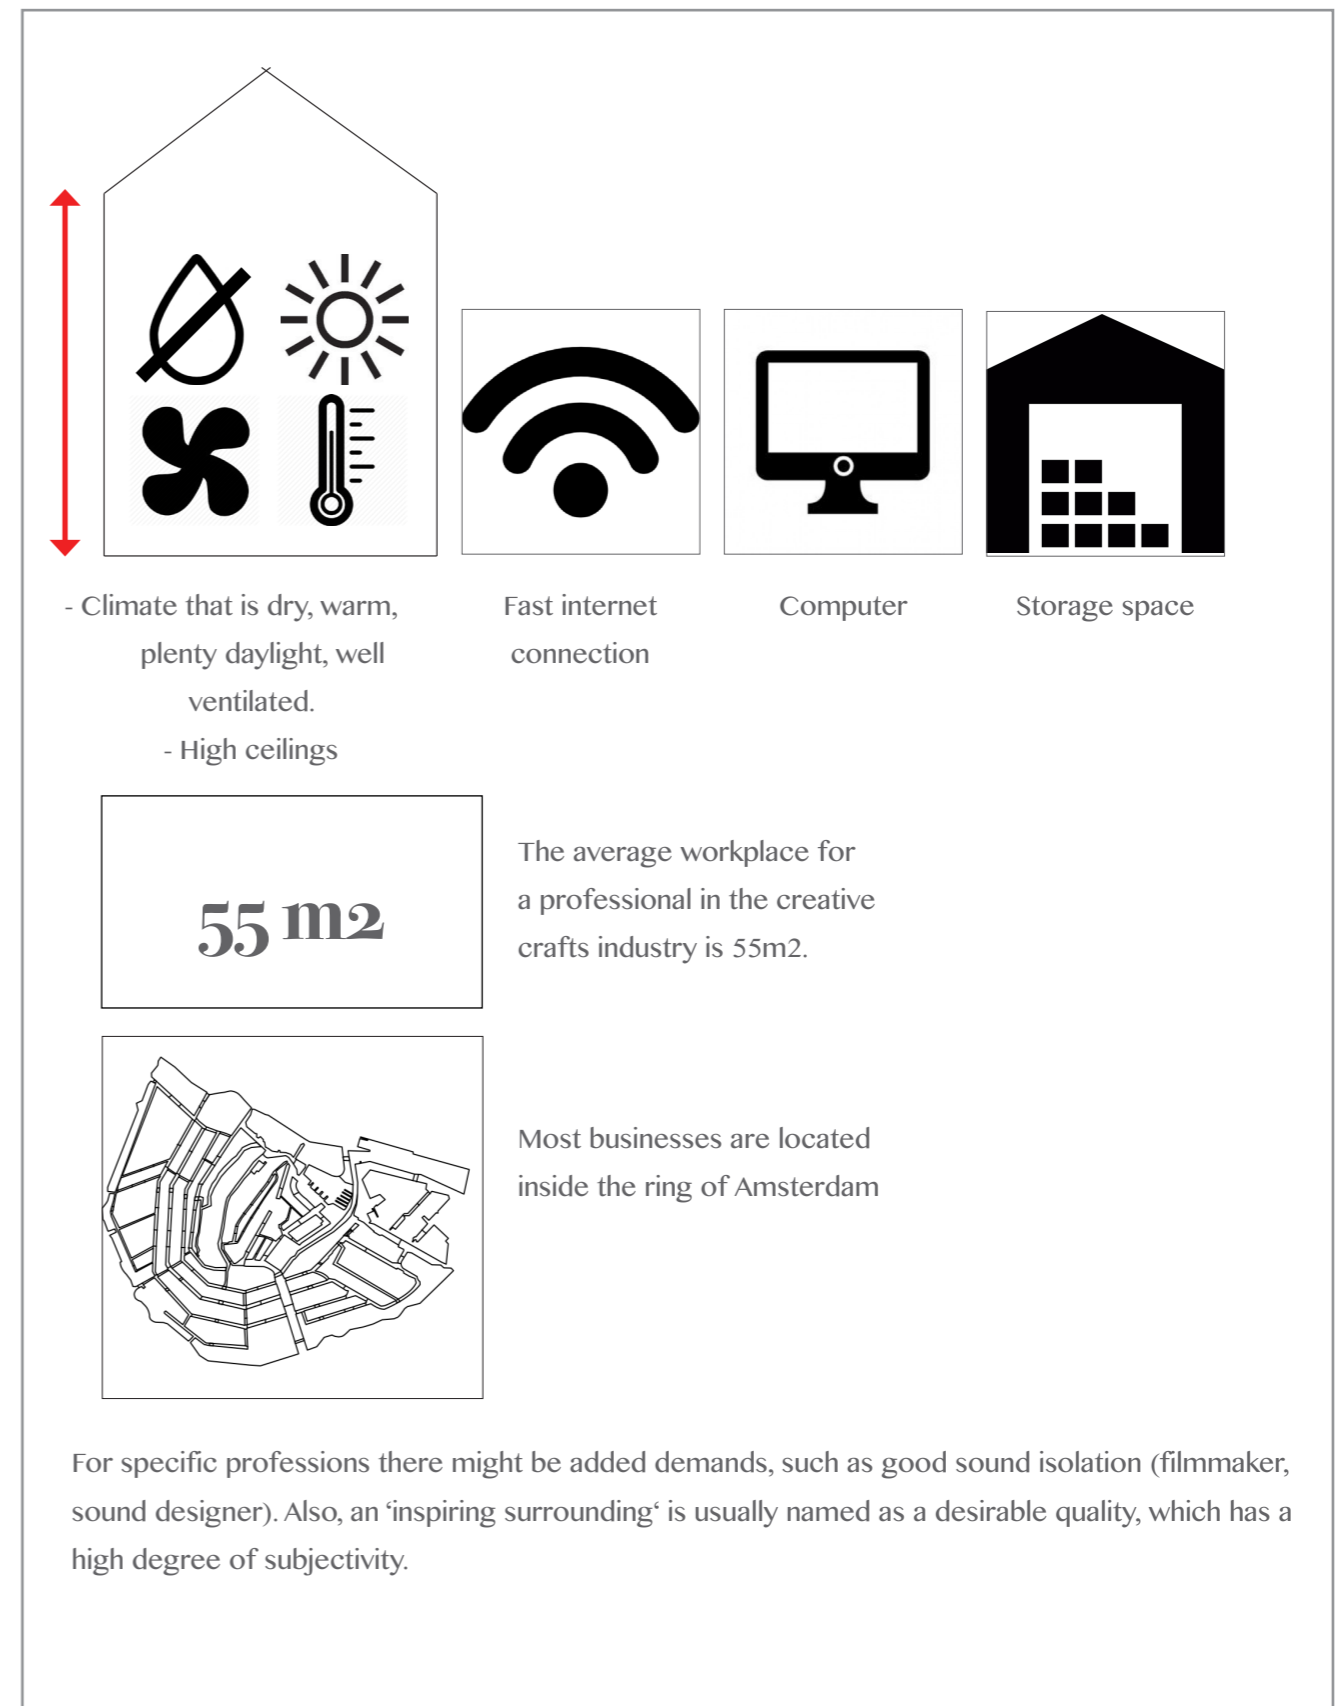 - Climate that is dry, warm,
plenty daylight, well
ventilated.
- High ceilings
Fast internet
connection
Computer
Storage space
55 m2
The average workplace for
a professional in the creative
crafts industry is 55m2.
Most businesses are located
inside the ring of Amsterdam
For specific professions there might be added demands, such as good sound isolation (filmmaker,
sound designer). Also, an ‘inspiring surrounding‘ is usually named as a desirable quality, which has a
high degree of subjectivity.